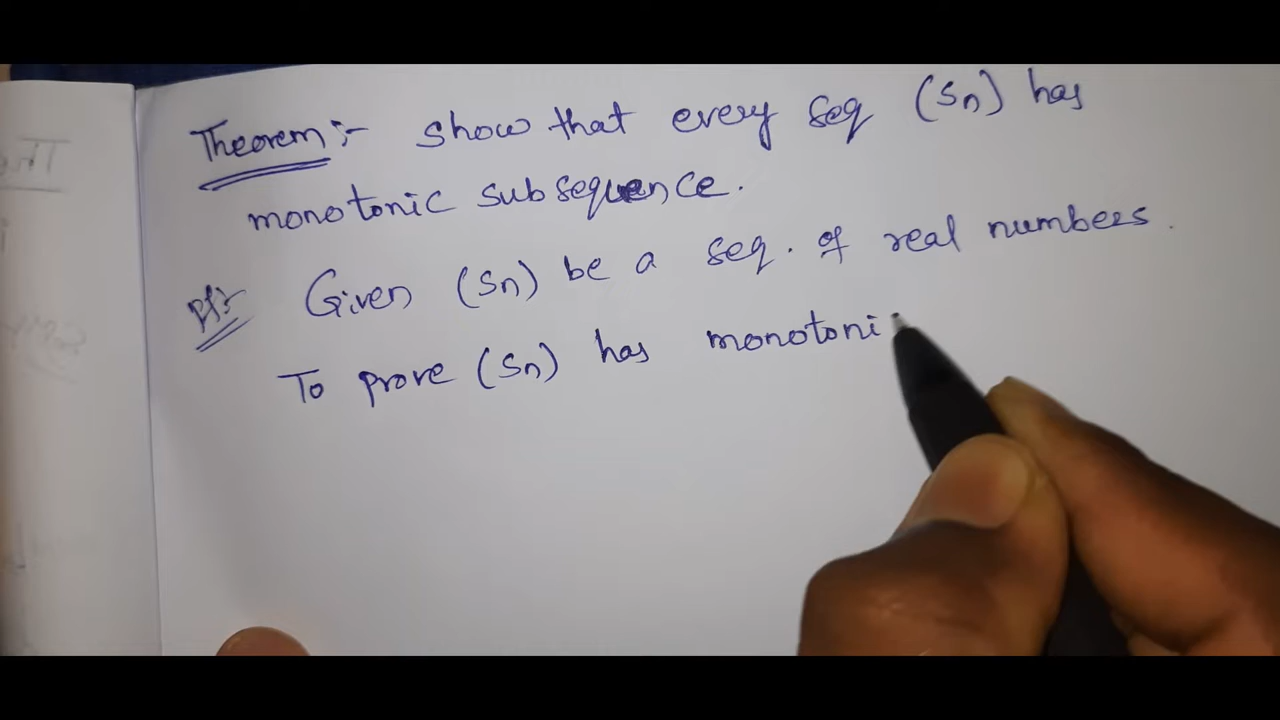 Theorem :- Show that every seq (Sn) has
monotonic subsequence.
Pf:- Given (Sn) be a seq. of real numbers.
To prove (Sn) has monotoni